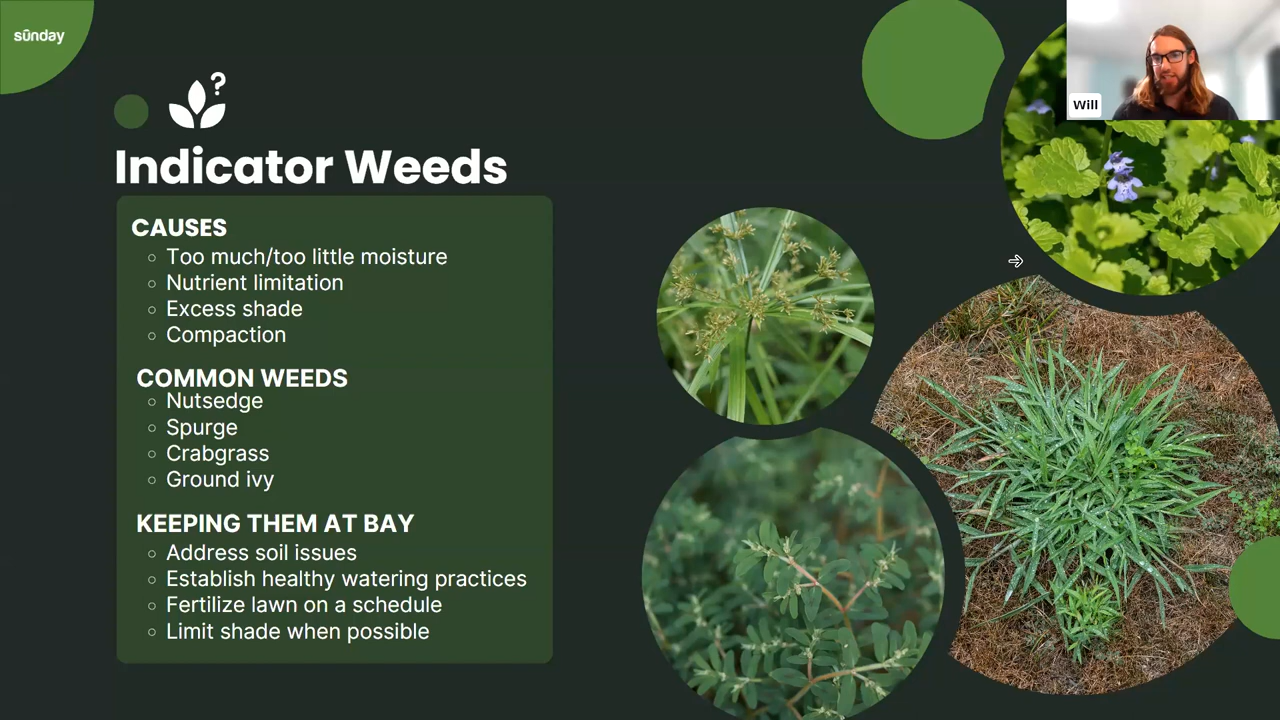 sūnday
?
Indicator Weeds
CAUSES
Too much/too little moisture
Nutrient limitation
Excess shade
Compaction
COMMON WEEDS
Nutsedge
Spurge
Crabgrass
Ground ivy
KEEPING THEM AT BAY
Address soil issues
Establish healthy watering practices
Fertilize lawn on a schedule
Limit shade when possible
Will